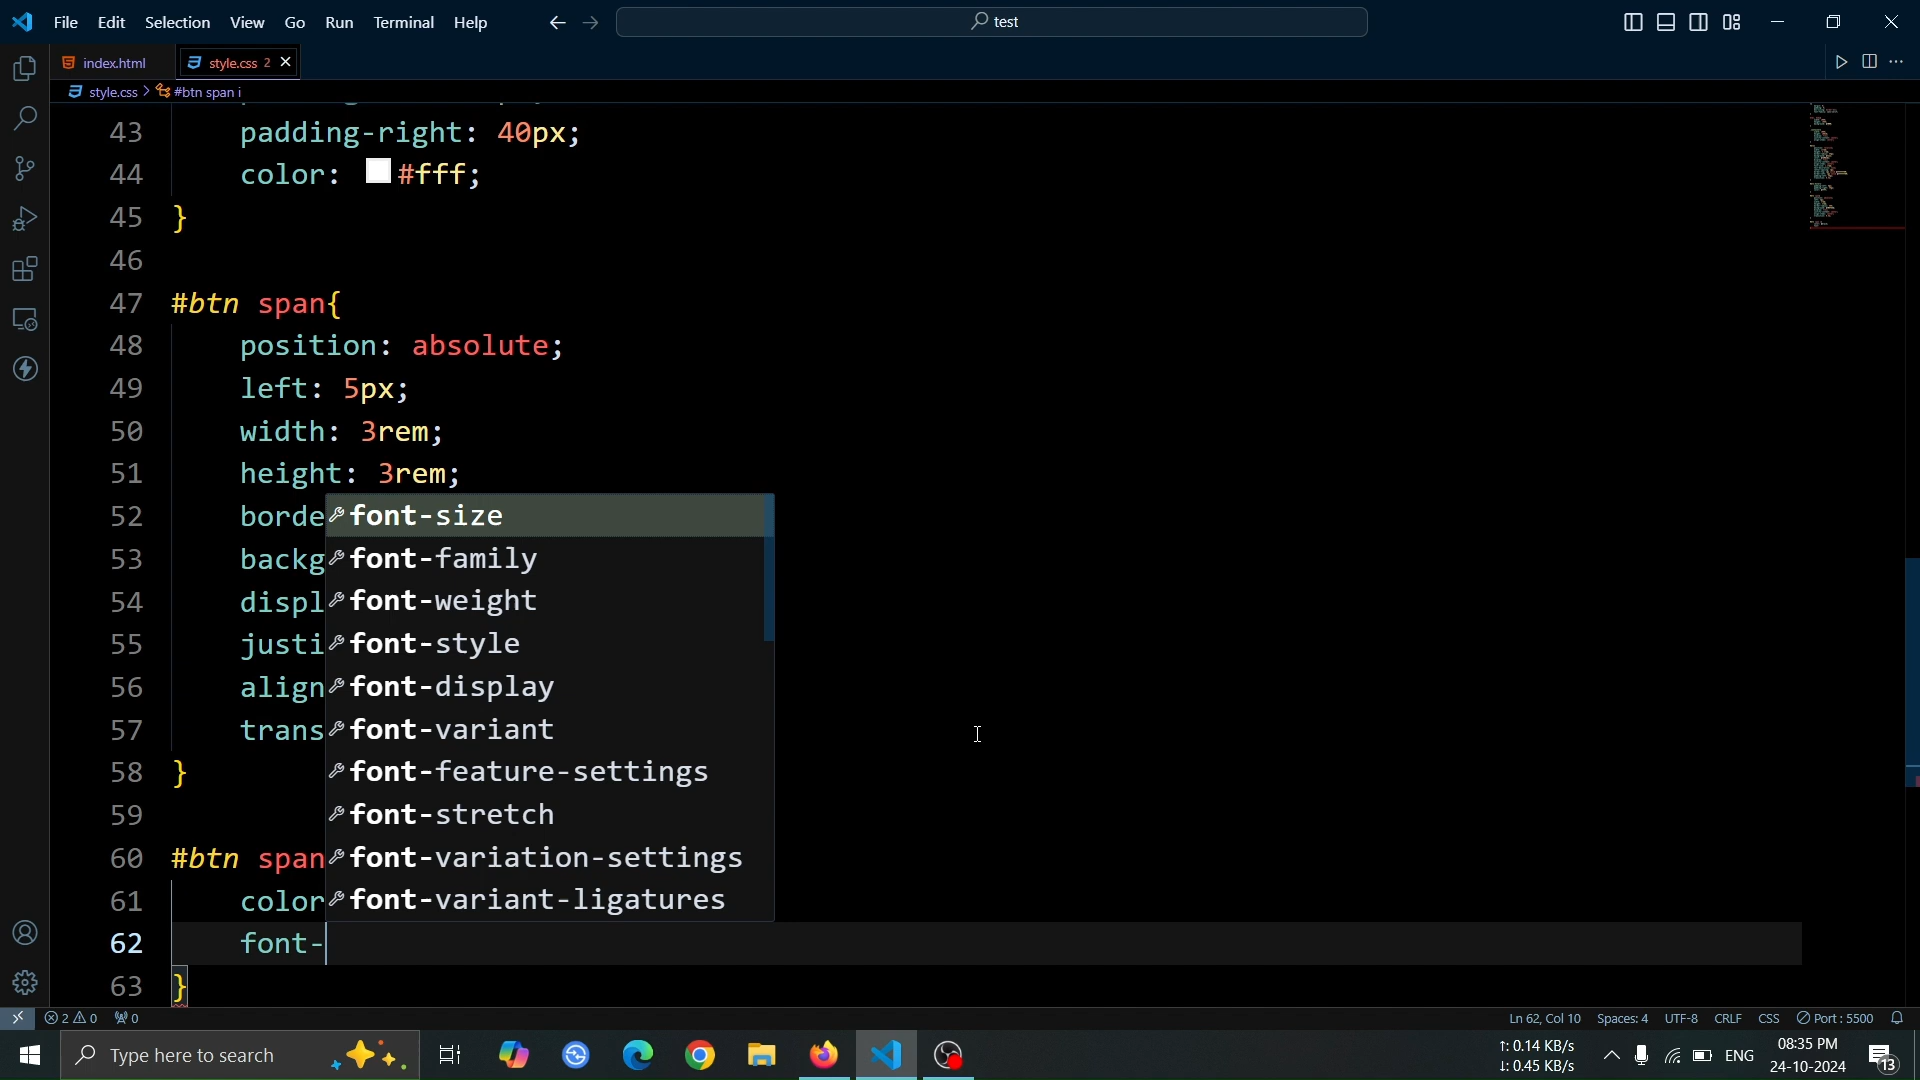 File Edit Selection View Go Run Terminal Help
test
index.html
style.css 2
style.css > #btn span i
43 padding-right: 40px;
44 color: #fff;
45 }
46
47 #btn span{
48 position: absolute;
49 left: 5px;
50 width: 3rem;
51 height: 3rem;
52 borde
53 backg
54 displ
55 justi
56 align
57 trans
58 }
59
60 #btn span
61 color
62 font-
63 }
font-size
font-family
font-weight
font-style
font-display
font-variant
font-feature-settings
font-stretch
font-variation-settings
font-variant-ligatures
2 0 0
Ln 62, Col 10 Spaces: 4 UTF-8 CRLF CSS Port : 5500
Type here to search
↑: 0.14 KB/s
↓: 0.45 KB/s
ENG
08:35 PM
24-10-2024
13